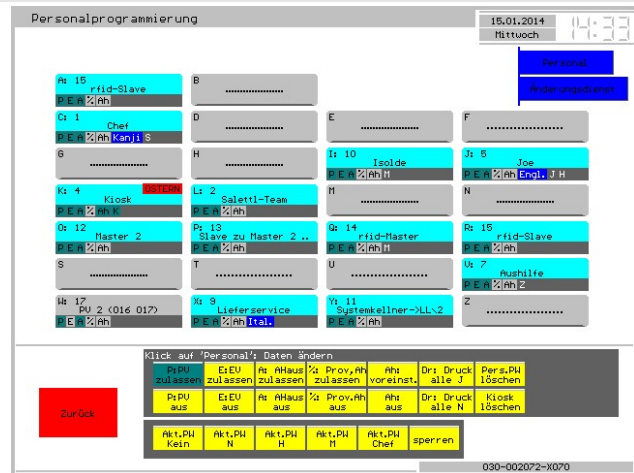 Personalprogrammierung
15.01.2014
Mittwoch
14:33
Personal
Änderungsdienst
A: 15
rfid-Slave
P E A % Ah
B
....................
C: 1
Chef
P E A % Ah Kanji S
D
....................
E
....................
F
....................
G
....................
H
....................
I: 10
Isolde
P E A % Ah M
J: 5
Joe
P E A % Ah Engl. J H
K: 4 OSTERN
Kiosk
P E A % Ah K
L: 2
Salettl-Team
P E A % Ah
M
....................
N
....................
O: 12
Master 2
P E A % Ah
P: 13
Slave zu Master 2 ..
P E A % Ah
Q: 14
rfid-Master
P E A % Ah M
R: 15
rfid-Slave
P E A % Ah
S
....................
T
....................
U
....................
V: 7
Aushilfe
P E A % Ah Z
W: 17
PV 2 (016 017)
P E A % Ah
X: 9
Lieferservice
P E A % Ah Ital.
Y: 11
Systemkellner->LL\2
P E A % Ah
Z
....................
Klick auf 'Personal': Daten ändern
P:PV zulassen
E:EV zulassen
A: AHaus zulassen
%: Prov,Ah zulassen
Ah: voreinst.
Dr: Druck alle J
Pers.PW löschen
P:PV aus
E:EV aus
A: AHaus aus
%: Prov,Ah aus
Ah: aus
Dr: Druck alle N
Kiosk löschen
Zurück
Akt.PW Kein
Akt.PW N
Akt.PW H
Akt.PW M
Akt.PW Chef
sperren
030-002072-X070